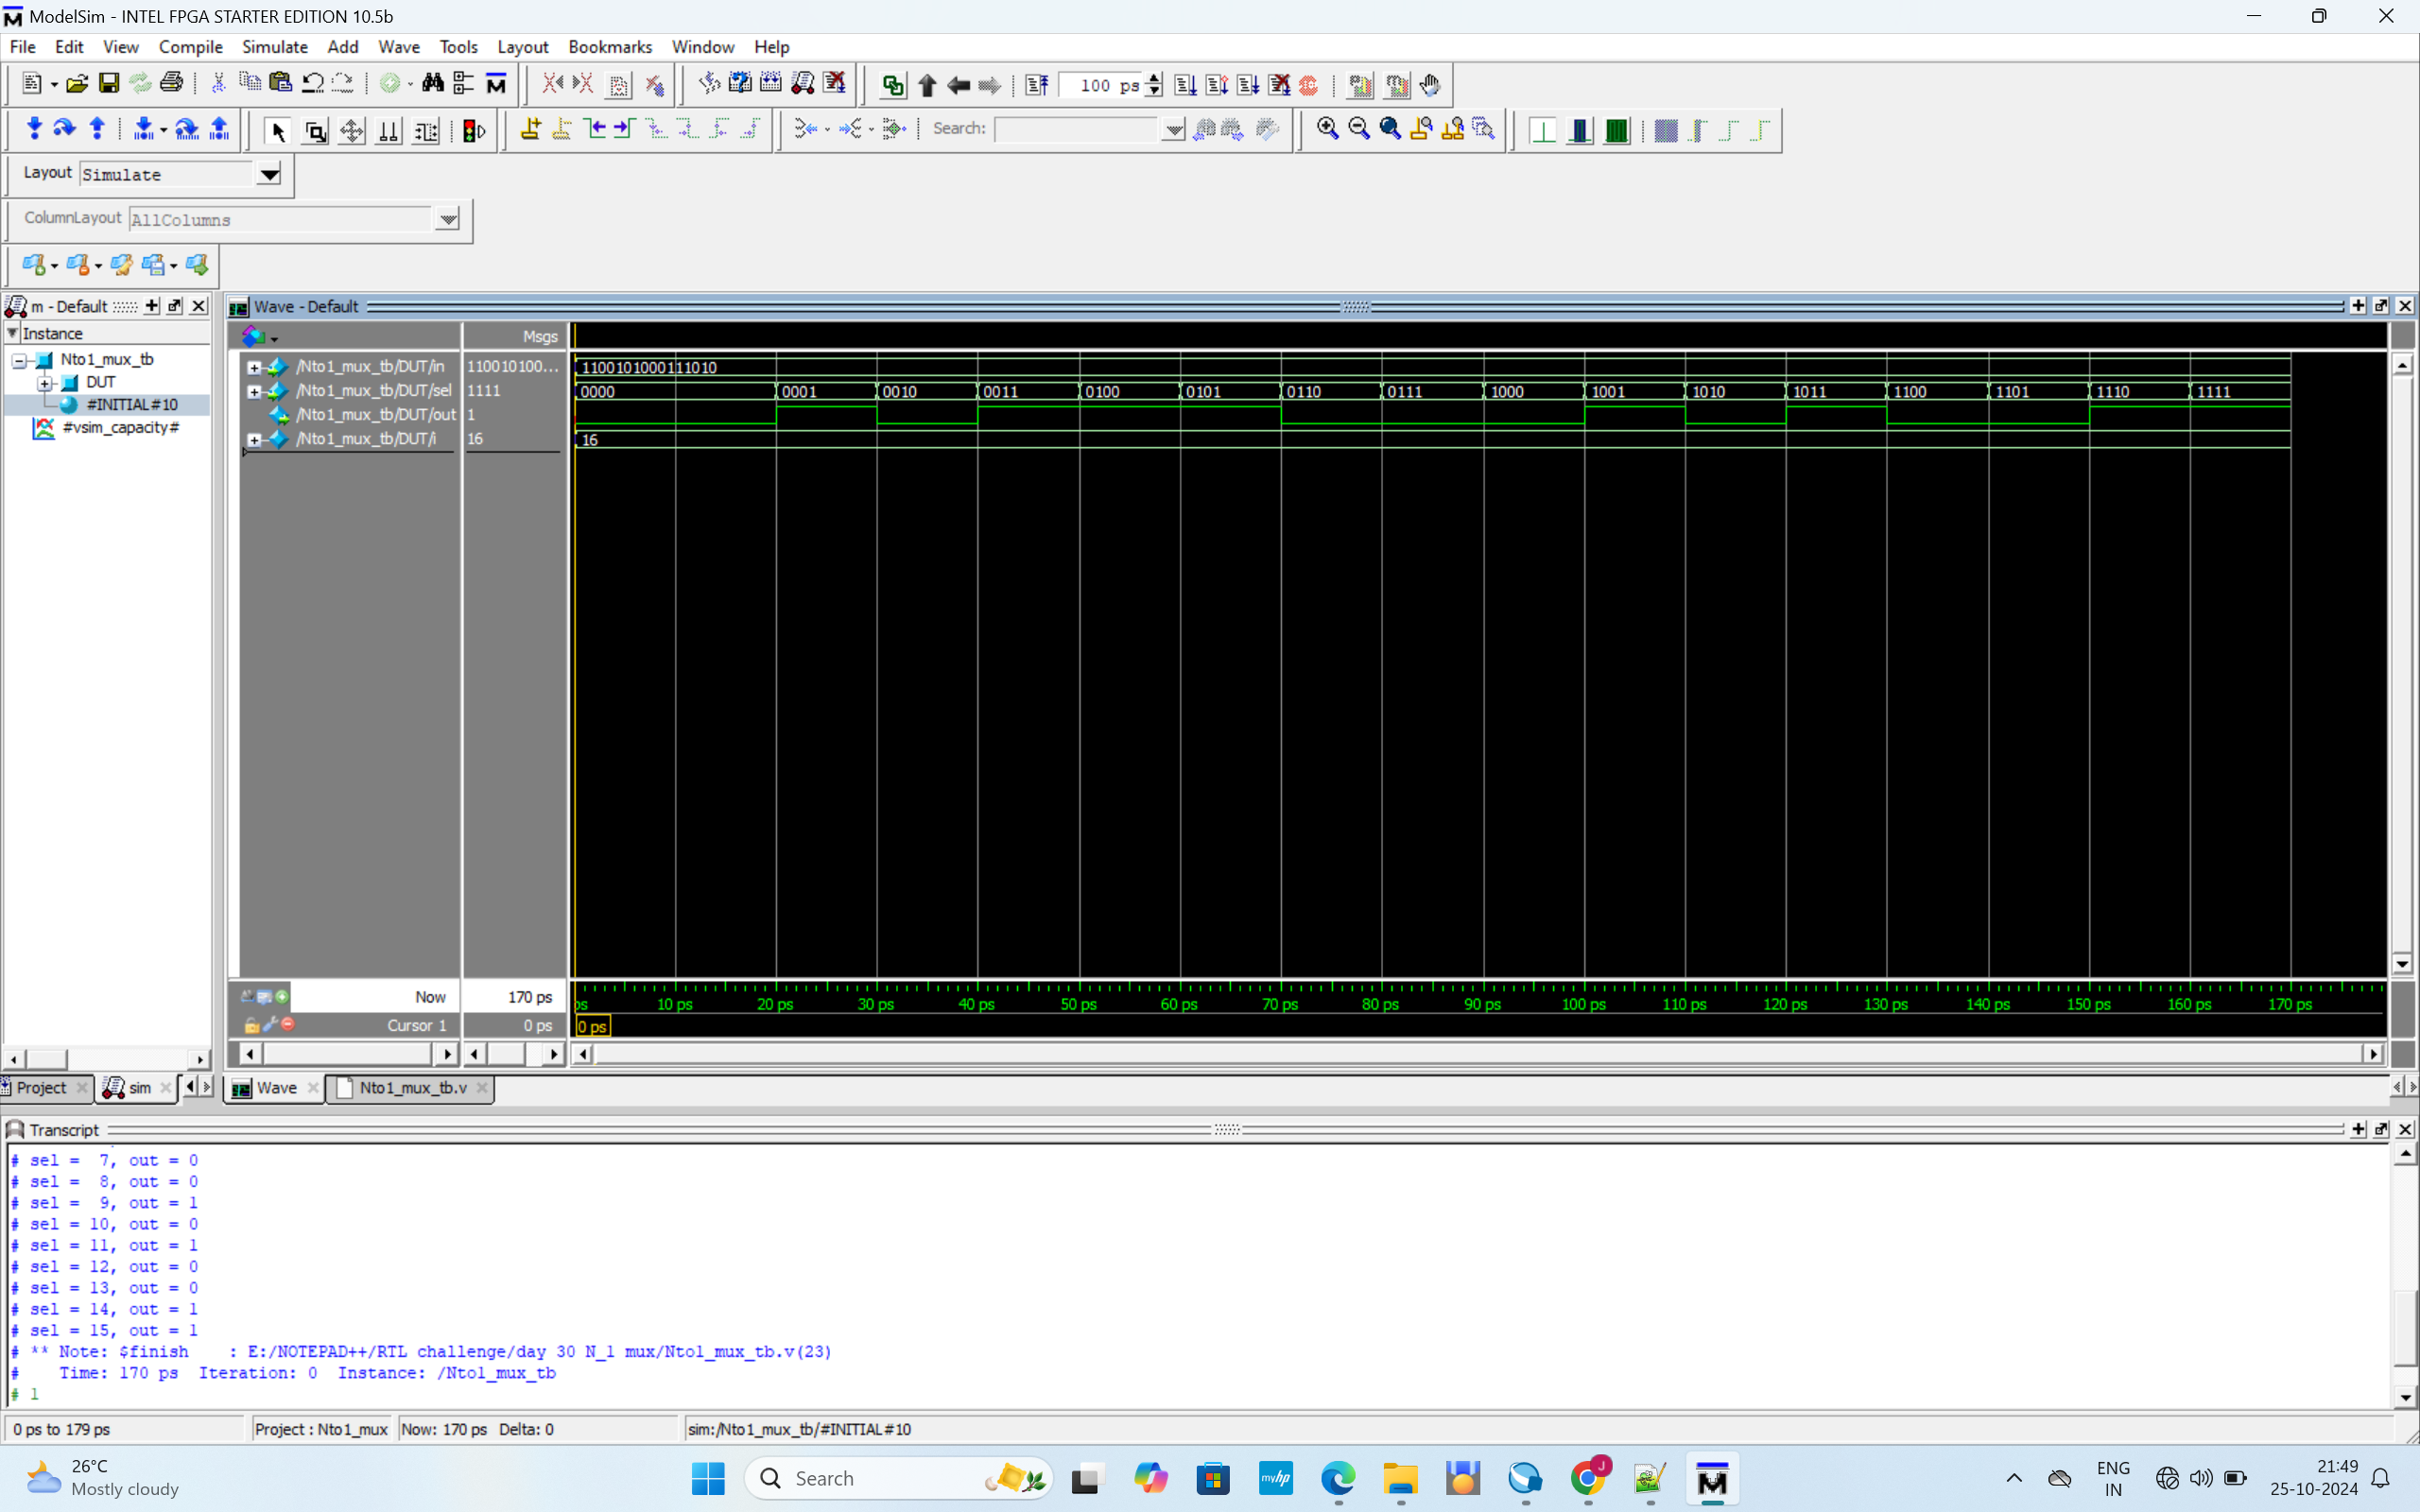 ModelSim - INTEL FPGA STARTER EDITION 10.5b
File Edit View Compile Simulate Add Wave Tools Layout Bookmarks Window Help
100 ps
Search:
Layout Simulate
ColumnLayout AllColumns
m - Default
Wave - Default
Instance
Msgs
Nto1_mux_tb
DUT
#INITIAL#10
#vsim_capacity#
/Nto1_mux_tb/DUT/in 110010100... 1100101000111010
/Nto1_mux_tb/DUT/sel 1111 0000 0001 0010 0011 0100 0101 0110 0111 1000 1001 1010 1011 1100 1101 1110 1111
/Nto1_mux_tb/DUT/out 1
/Nto1_mux_tb/DUT/i 16 16
Now 170 ps ps 10 ps 20 ps 30 ps 40 ps 50 ps 60 ps 70 ps 80 ps 90 ps 100 ps 110 ps 120 ps 130 ps 140 ps 150 ps 160 ps 170 ps
Cursor 1 0 ps 0 ps
Project sim Wave Nto1_mux_tb.v
Transcript
# sel =  7, out = 0
# sel =  8, out = 0
# sel =  9, out = 1
# sel = 10, out = 0
# sel = 11, out = 1
# sel = 12, out = 0
# sel = 13, out = 0
# sel = 14, out = 1
# sel = 15, out = 1
# ** Note: $finish    : E:/NOTEPAD++/RTL challenge/day 30 N_1 mux/Nto1_mux_tb.v(23)
#    Time: 170 ps  Iteration: 0  Instance: /Nto1_mux_tb
# 1
0 ps to 179 ps Project : Nto1_mux Now: 170 ps Delta: 0 sim:/Nto1_mux_tb/#INITIAL#10
26°C
Mostly cloudy
Search
myhp
J
ENG
IN
21:49
25-10-2024